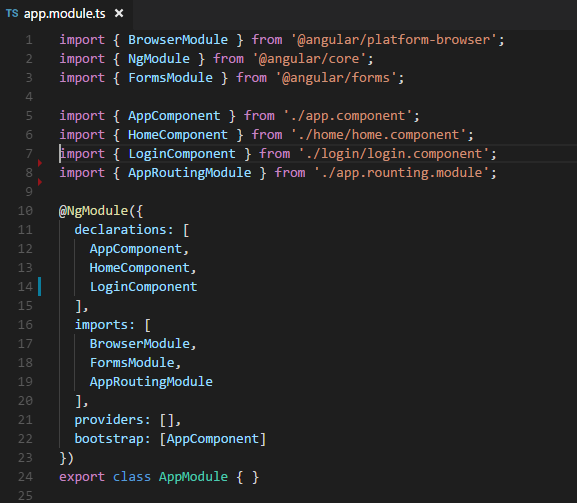 TS app.module.ts ×
1 import { BrowserModule } from '@angular/platform-browser';
2 import { NgModule } from '@angular/core';
3 import { FormsModule } from '@angular/forms';
4
5 import { AppComponent } from './app.component';
6 import { HomeComponent } from './home/home.component';
7 import { LoginComponent } from './login/login.component';
8 import { AppRoutingModule } from './app.rounting.module';
9
10 @NgModule({
11   declarations: [
12     AppComponent,
13     HomeComponent,
14     LoginComponent
15   ],
16   imports: [
17     BrowserModule,
18     FormsModule,
19     AppRoutingModule
20   ],
21   providers: [],
22   bootstrap: [AppComponent]
23 })
24 export class AppModule { }
25